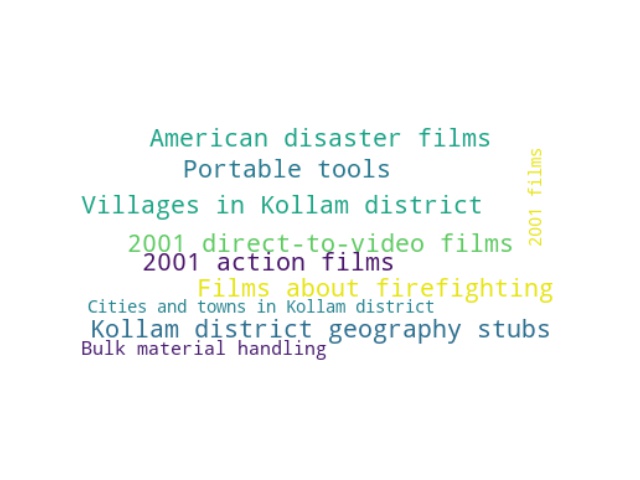 American disaster films
Portable tools
2001 films
Villages in Kollam district
2001 direct-to-video films
2001 action films
Films about firefighting
Cities and towns in Kollam district
Kollam district geography stubs
Bulk material handling